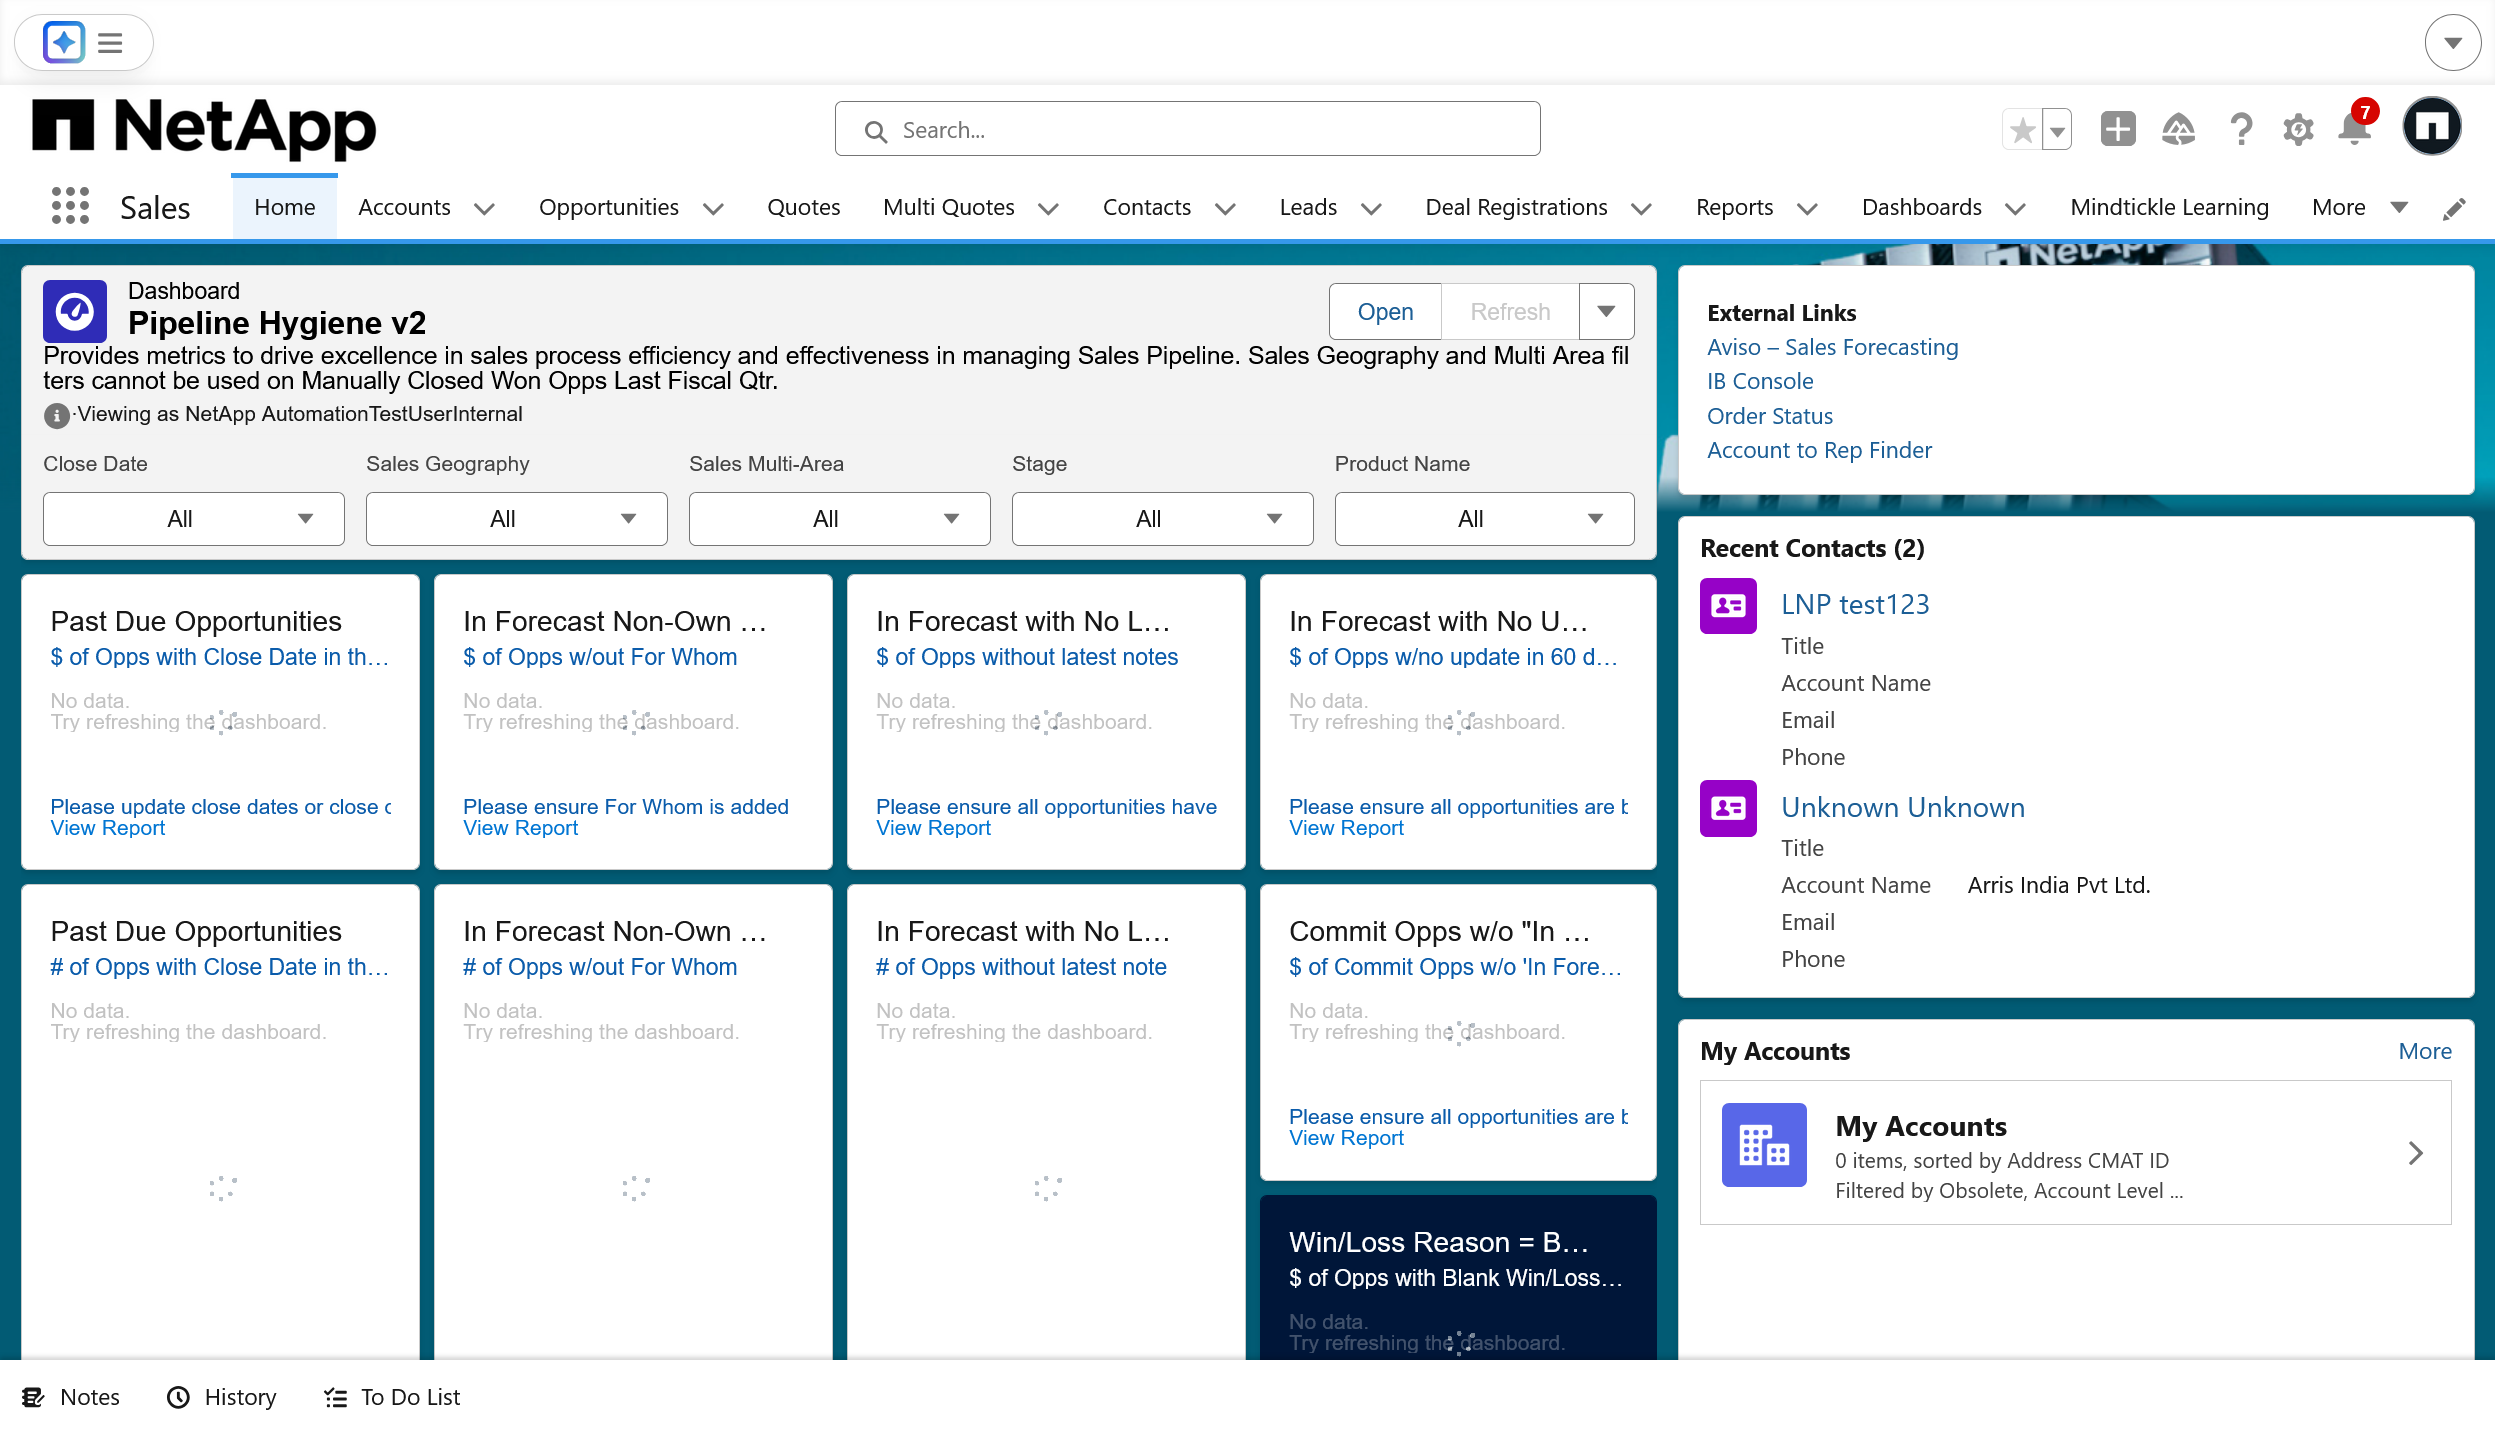 NetApp
Search...
7
Sales
Home
Accounts
Opportunities
Quotes
Multi Quotes
Contacts
Leads
Deal Registrations
Reports
Dashboards
Mindtickle Learning
More
NetApp
Dashboard
Pipeline Hygiene v2
Open
Refresh
Provides metrics to drive excellence in sales process efficiency and effectiveness in managing Sales Pipeline. Sales Geography and Multi Area fil
ters cannot be used on Manually Closed Won Opps Last Fiscal Qtr.
·Viewing as NetApp AutomationTestUserInternal
Close Date
Sales Geography
Sales Multi-Area
Stage
Product Name
All
All
All
All
All
Past Due Opportunities
$ of Opps with Close Date in th...
No data.
Try refreshing the dashboard.
Please update close dates or close o
View Report
In Forecast Non-Own ...
$ of Opps w/out For Whom
No data.
Try refreshing the dashboard.
Please ensure For Whom is added
View Report
In Forecast with No L...
$ of Opps without latest notes
No data.
Try refreshing the dashboard.
Please ensure all opportunities have
View Report
In Forecast with No U...
$ of Opps w/no update in 60 d...
No data.
Try refreshing the dashboard.
Please ensure all opportunities are b
View Report
Past Due Opportunities
# of Opps with Close Date in th...
No data.
Try refreshing the dashboard.
In Forecast Non-Own ...
# of Opps w/out For Whom
No data.
Try refreshing the dashboard.
In Forecast with No L...
# of Opps without latest note
No data.
Try refreshing the dashboard.
Commit Opps w/o "In ...
$ of Commit Opps w/o 'In Fore...
No data.
Try refreshing the dashboard.
Please ensure all opportunities are b
View Report
Win/Loss Reason = B...
$ of Opps with Blank Win/Loss...
No data.
Try refreshing the dashboard.
External Links
Aviso – Sales Forecasting
IB Console
Order Status
Account to Rep Finder
Recent Contacts (2)
LNP test123
Title
Account Name
Email
Phone
Unknown Unknown
Title
Account Name Arris India Pvt Ltd.
Email
Phone
My Accounts
More
My Accounts
0 items, sorted by Address CMAT ID
Filtered by Obsolete, Account Level ...
Notes
History
To Do List